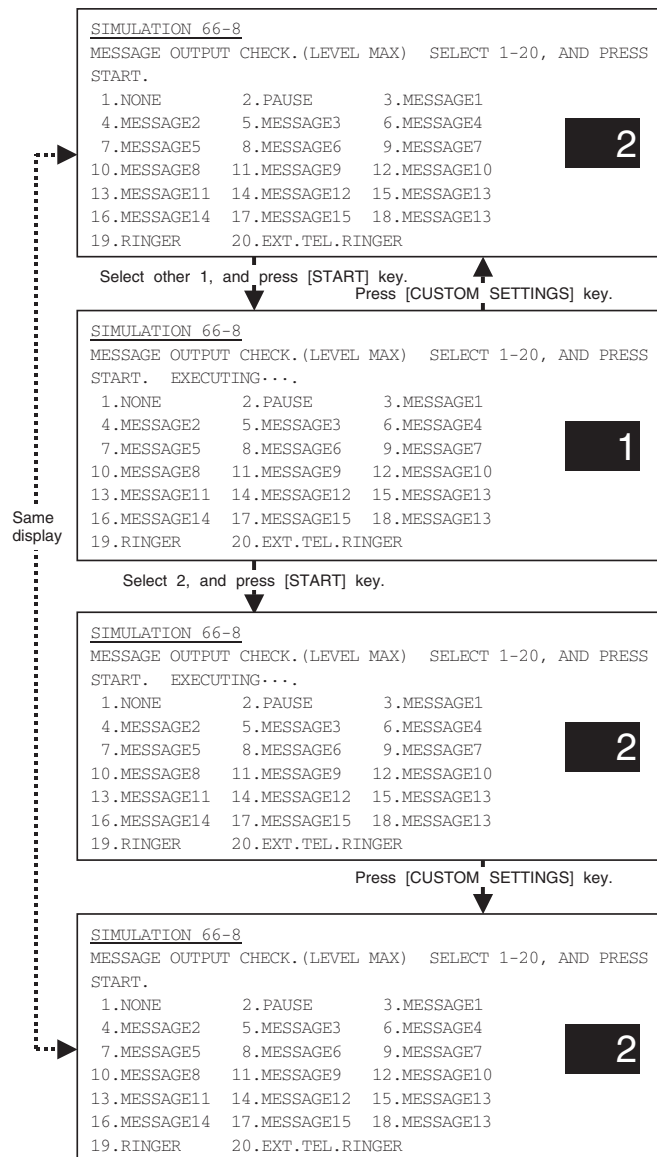 SIMULATION 66-8
MESSAGE OUTPUT CHECK.(LEVEL MAX) SELECT 1-20, AND PRESS
START.
1.NONE 2.PAUSE 3.MESSAGE1
4.MESSAGE2 5.MESSAGE3 6.MESSAGE4
7.MESSAGE5 8.MESSAGE6 9.MESSAGE7
2
10.MESSAGE8 11.MESSAGE9 12.MESSAGE10
13.MESSAGE11 14.MESSAGE12 15.MESSAGE13
16.MESSAGE14 17.MESSAGE15 18.MESSAGE13
19.RINGER 20.EXT.TEL.RINGER
Select other 1, and press [START] key.
Press [CUSTOM SETTINGS] key.
SIMULATION 66-8
MESSAGE OUTPUT CHECK.(LEVEL MAX) SELECT 1-20, AND PRESS
START. EXECUTING···.
1.NONE 2.PAUSE 3.MESSAGE1
4.MESSAGE2 5.MESSAGE3 6.MESSAGE4
7.MESSAGE5 8.MESSAGE6 9.MESSAGE7
1
10.MESSAGE8 11.MESSAGE9 12.MESSAGE10
13.MESSAGE11 14.MESSAGE12 15.MESSAGE13
16.MESSAGE14 17.MESSAGE15 18.MESSAGE13
19.RINGER 20.EXT.TEL.RINGER
Same
display
Select 2, and press [START] key.
SIMULATION 66-8
MESSAGE OUTPUT CHECK.(LEVEL MAX) SELECT 1-20, AND PRESS
START. EXECUTING···.
1.NONE 2.PAUSE 3.MESSAGE1
4.MESSAGE2 5.MESSAGE3 6.MESSAGE4
7.MESSAGE5 8.MESSAGE6 9.MESSAGE7
2
10.MESSAGE8 11.MESSAGE9 12.MESSAGE10
13.MESSAGE11 14.MESSAGE12 15.MESSAGE13
16.MESSAGE14 17.MESSAGE15 18.MESSAGE13
19.RINGER 20.EXT.TEL.RINGER
Press [CUSTOM SETTINGS] key.
SIMULATION 66-8
MESSAGE OUTPUT CHECK.(LEVEL MAX) SELECT 1-20, AND PRESS
START.
1.NONE 2.PAUSE 3.MESSAGE1
4.MESSAGE2 5.MESSAGE3 6.MESSAGE4
7.MESSAGE5 8.MESSAGE6 9.MESSAGE7
2
10.MESSAGE8 11.MESSAGE9 12.MESSAGE10
13.MESSAGE11 14.MESSAGE12 15.MESSAGE13
16.MESSAGE14 17.MESSAGE15 18.MESSAGE13
19.RINGER 20.EXT.TEL.RINGER